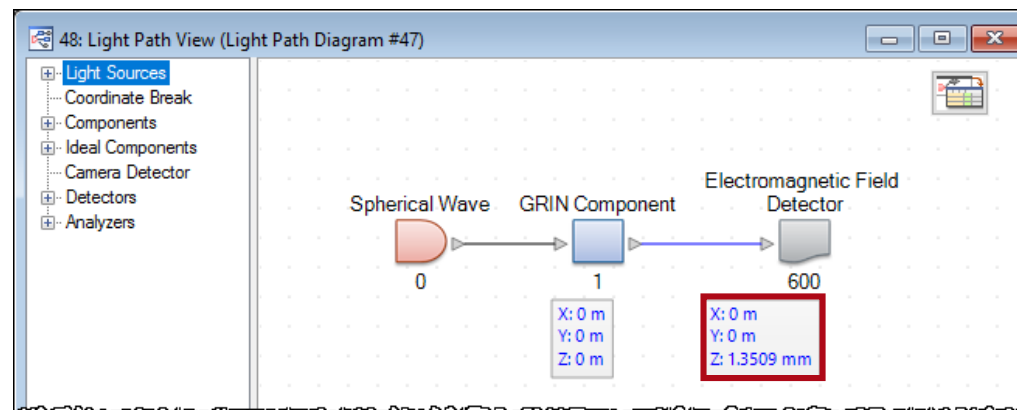 48: Light Path View (Light Path Diagram #47)
Light Sources
Coordinate Break
Components
Ideal Components
Camera Detector
Detectors
Analyzers
Spherical Wave
GRIN Component
Electromagnetic Field
Detector
0
1
600
X: 0 m
Y: 0 m
Z: 0 m
X: 0 m
Y: 0 m
Z: 1.3509 mm